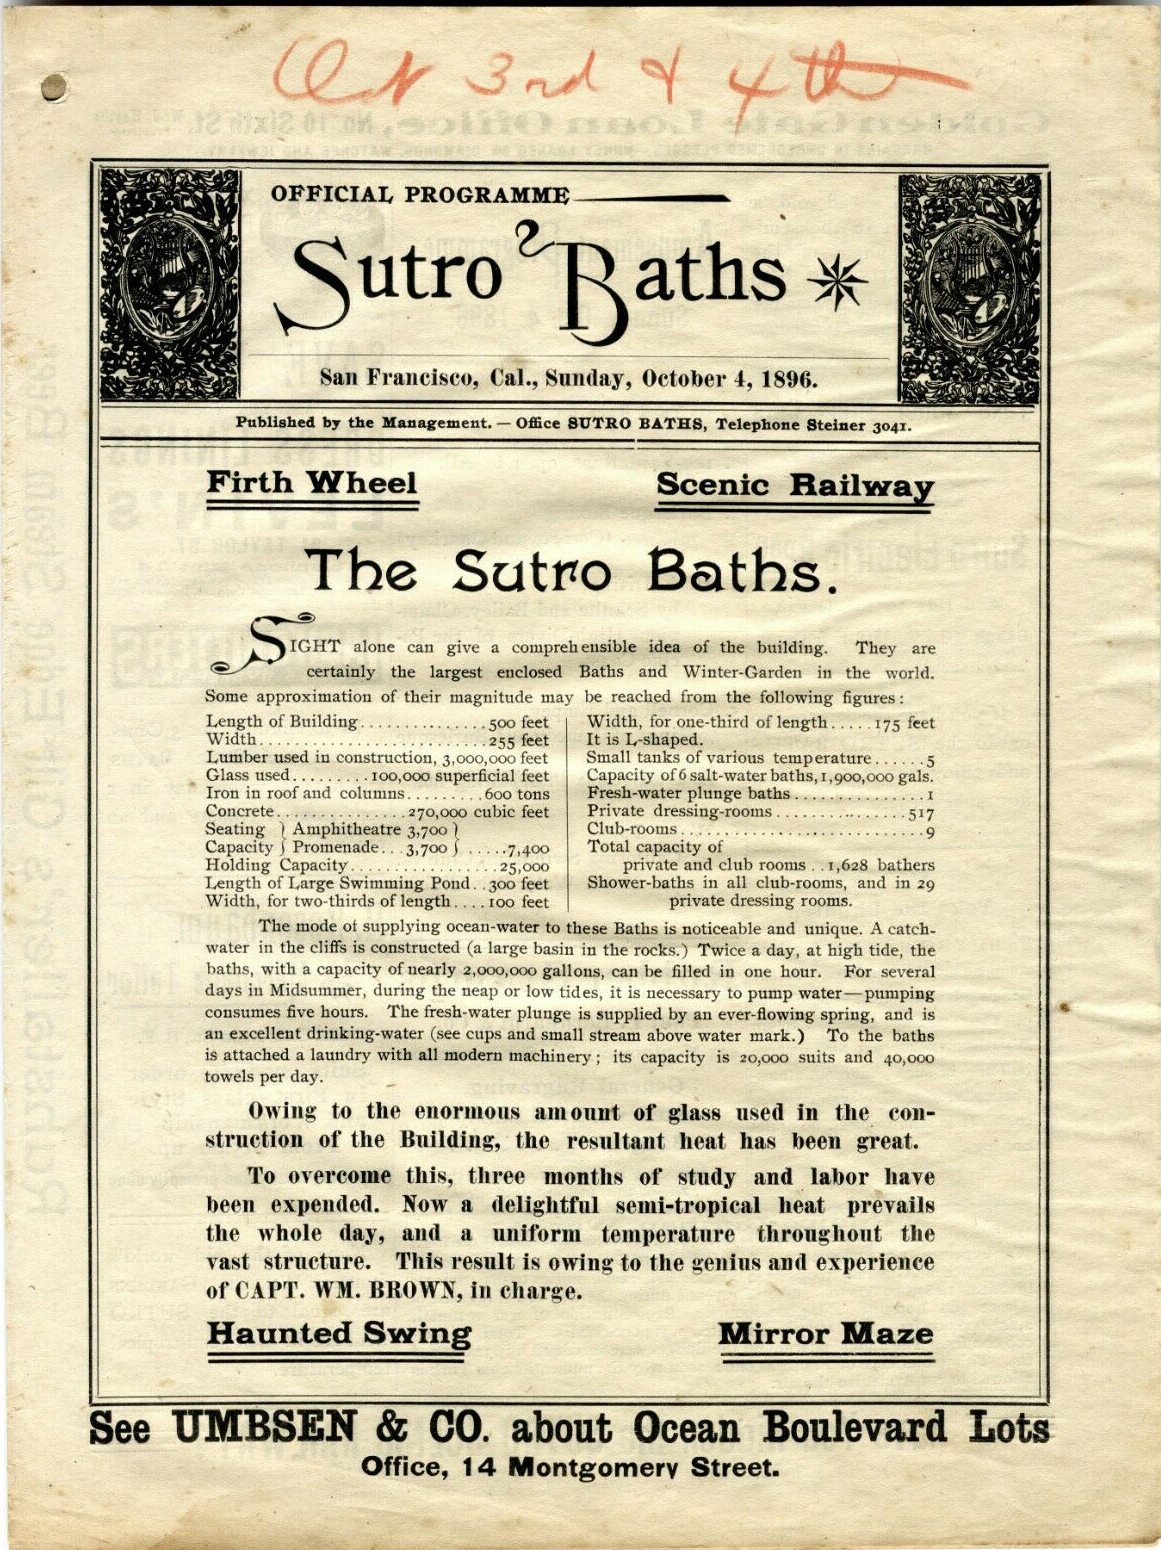 Oct 3rd & 4th
OFFICIAL PROGRAMME
Sutro Baths
San Francisco, Cal., Sunday, October 4, 1896.
Published by the Management. — Office SUTRO BATHS, Telephone Steiner 3041.
Firth Wheel Scenic Railway
The Sutro Baths.
SIGHT alone can give a comprehensible idea of the building. They are
certainly the largest enclosed Baths and Winter-Garden in the world.
Some approximation of their magnitude may be reached from the following figures:
Length of Building...............500 feet
Width..........................255 feet
Lumber used in construction, 3,000,000 feet
Glass used.........100,000 superficial feet
Iron in roof and columns.........600 tons
Concrete...............270,000 cubic feet
Seating } Amphitheatre 3,700 }
Capacity } Promenade...3,700 } .....7,400
Holding Capacity..................25,000
Length of Large Swimming Pond..300 feet
Width, for two-thirds of length....100 feet
Width, for one-third of length.....175 feet
It is L-shaped.
Small tanks of various temperature......5
Capacity of 6 salt-water baths, 1,900,000 gals.
Fresh-water plunge baths...............1
Private dressing-rooms................517
Club-rooms...........................9
Total capacity of
private and club rooms..1,628 bathers
Shower-baths in all club-rooms, and in 29
private dressing rooms.
The mode of supplying ocean-water to these Baths is noticeable and unique. A catch-
water in the cliffs is constructed (a large basin in the rocks.) Twice a day, at high tide, the
baths, with a capacity of nearly 2,000,000 gallons, can be filled in one hour. For several
days in Midsummer, during the neap or low tides, it is necessary to pump water—pumping
consumes five hours. The fresh-water plunge is supplied by an ever-flowing spring, and is
an excellent drinking-water (see cups and small stream above water mark.) To the baths
is attached a laundry with all modern machinery; its capacity is 20,000 suits and 40,000
towels per day.
Owing to the enormous amount of glass used in the con-
struction of the Building, the resultant heat has been great.
To overcome this, three months of study and labor have
been expended. Now a delightful semi-tropical heat prevails
the whole day, and a uniform temperature throughout the
vast structure. This result is owing to the genius and experience
of CAPT. WM. BROWN, in charge.
Haunted Swing Mirror Maze
See UMBSEN & CO. about Ocean Boulevard Lots
Office, 14 Montgomery Street.